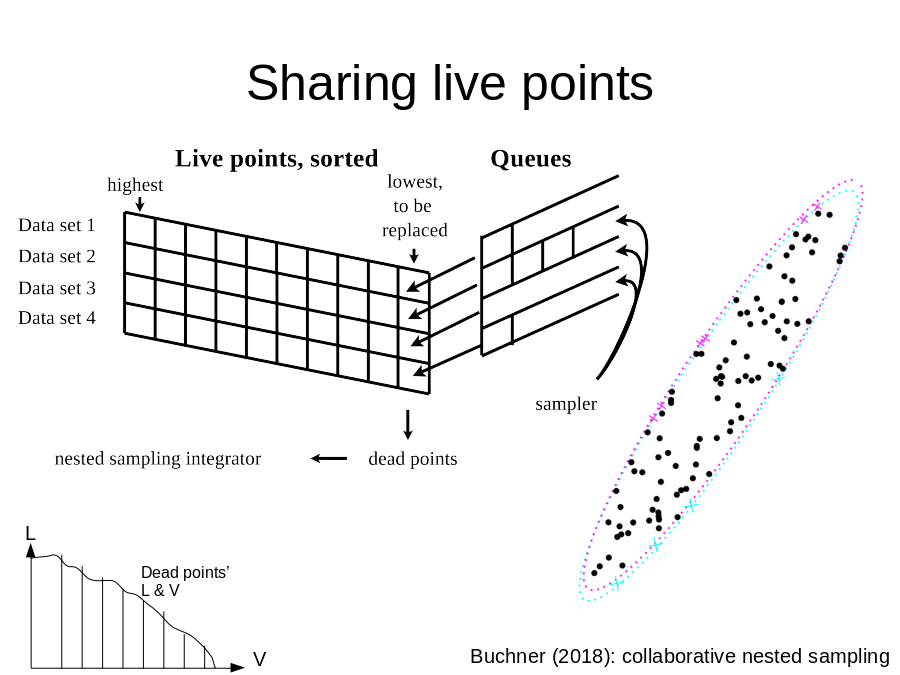 Sharing live points
Live points, sorted
Queues
highest
lowest,
to be
replaced
Data set 1
Data set 2
Data set 3
Data set 4
sampler
nested sampling integrator
dead points
L
Dead points’
L & V
V
Buchner (2018): collaborative nested sampling